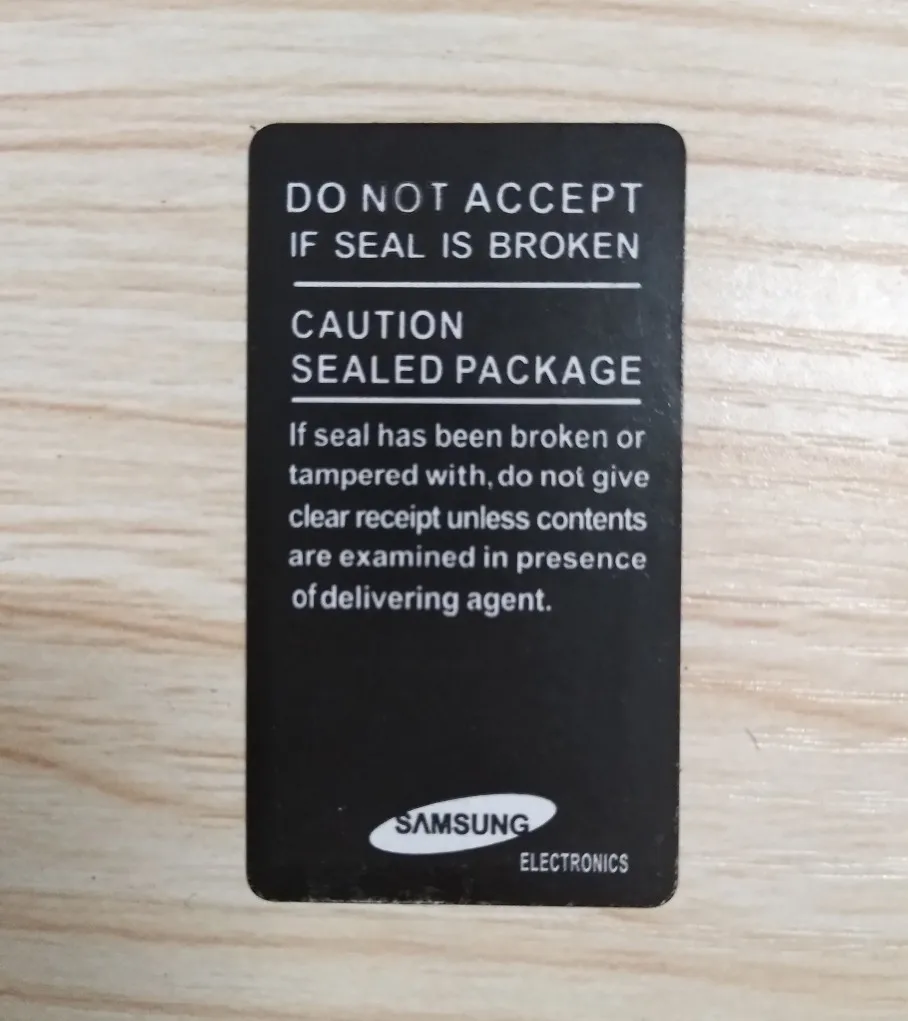 DO NOT ACCEPT
IF SEAL IS BROKEN
CAUTION
SEALED PACKAGE
If seal has been broken or
tampered with, do not give
clear receipt unless contents
are examined in presence
of delivering agent.
SAMSUNG
ELECTRONICS